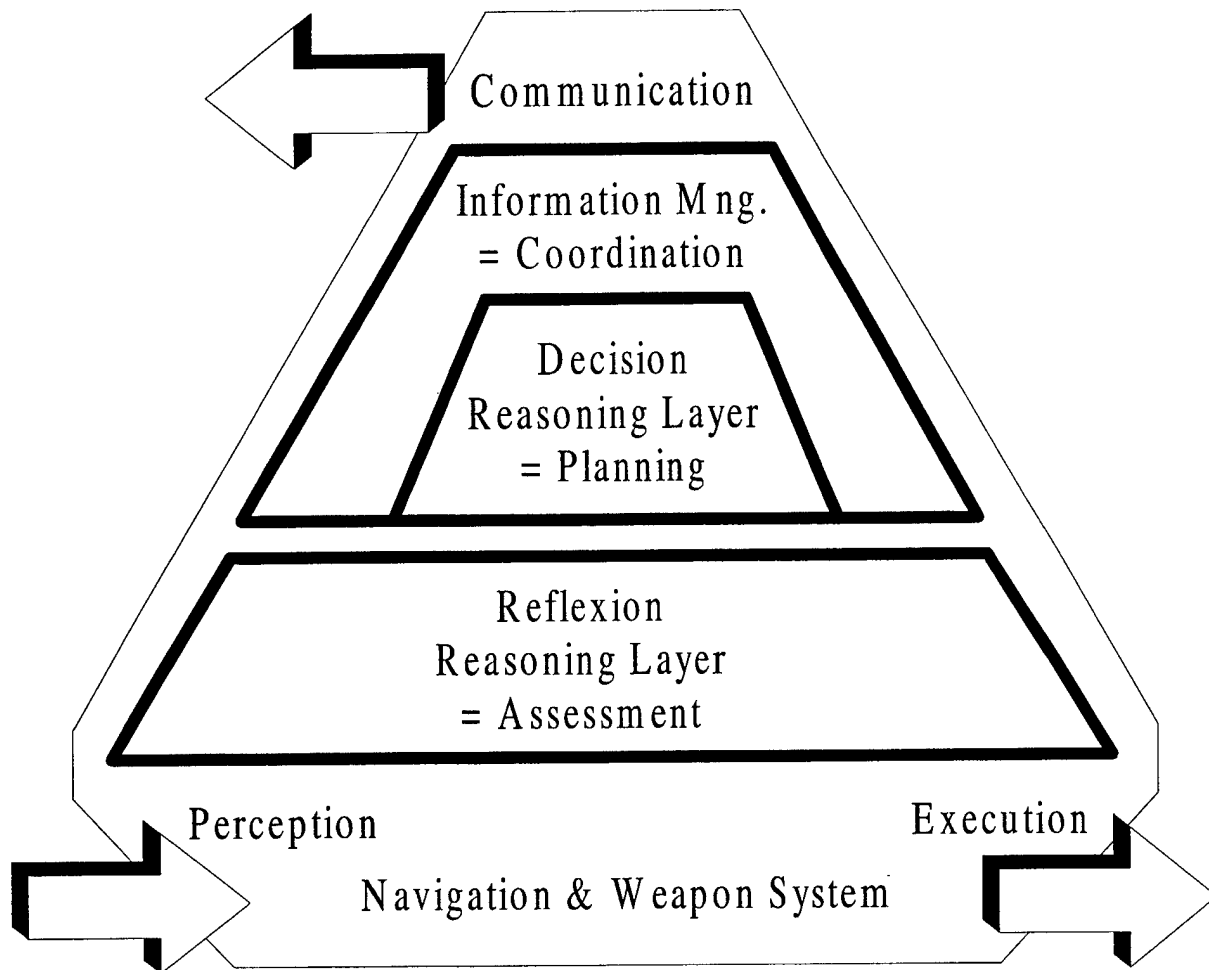 Communication
Information Mng.
= Coordination
Decision
Reasoning Layer
= Planning
Reflexion
Reasoning Layer
= Assessment
Perception
Execution
Navigation & Weapon System